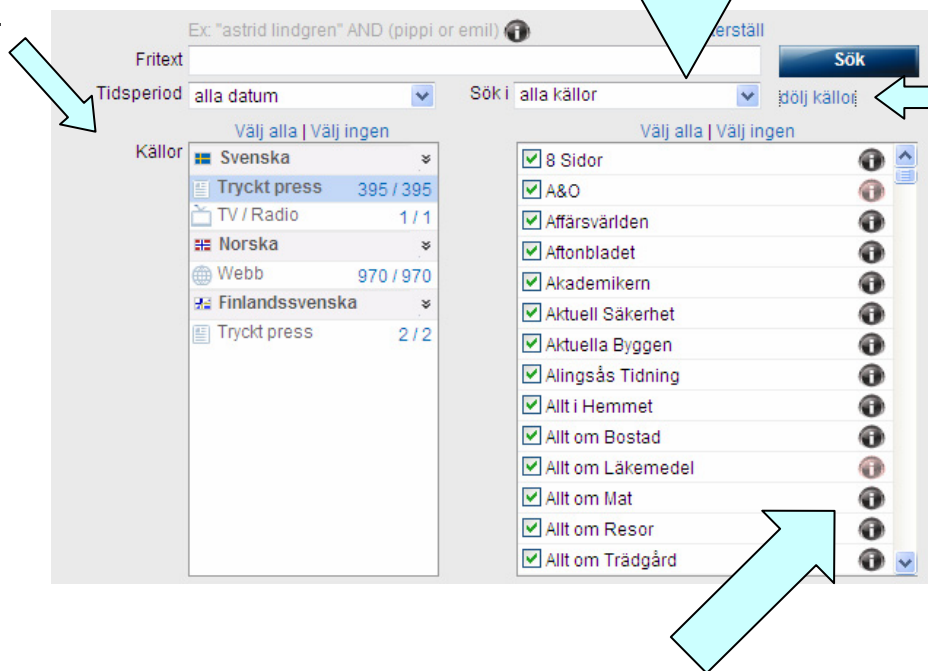 Ex: "astrid lindgren" AND (pippi or emil)
Fritext
Sök
Tidsperiod alla datum Sök i alla källor dölj källor
Välj alla | Välj ingen
Källor
Svenska
Tryckt press 395 / 395
TV / Radio 1 / 1
Norska
Webb 970 / 970
Finlandssvenska
Tryckt press 2 / 2
Välj alla | Välj ingen
8 Sidor
A&O
Affärsvärlden
Aftonbladet
Akademikern
Aktuell Säkerhet
Aktuella Byggen
Alingsås Tidning
Allt i Hemmet
Allt om Bostad
Allt om Läkemedel
Allt om Mat
Allt om Resor
Allt om Trädgård